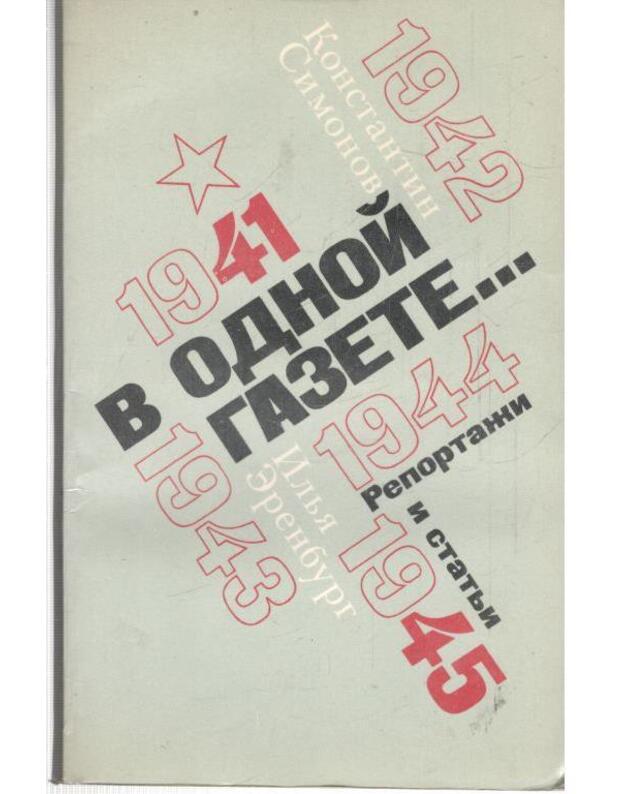 Константин
Симонов
1942
1941
В ОДНОЙ
ГАЗЕТЕ...
1944
Репортажи
и статьи
Илья
Эренбург
1943
1945